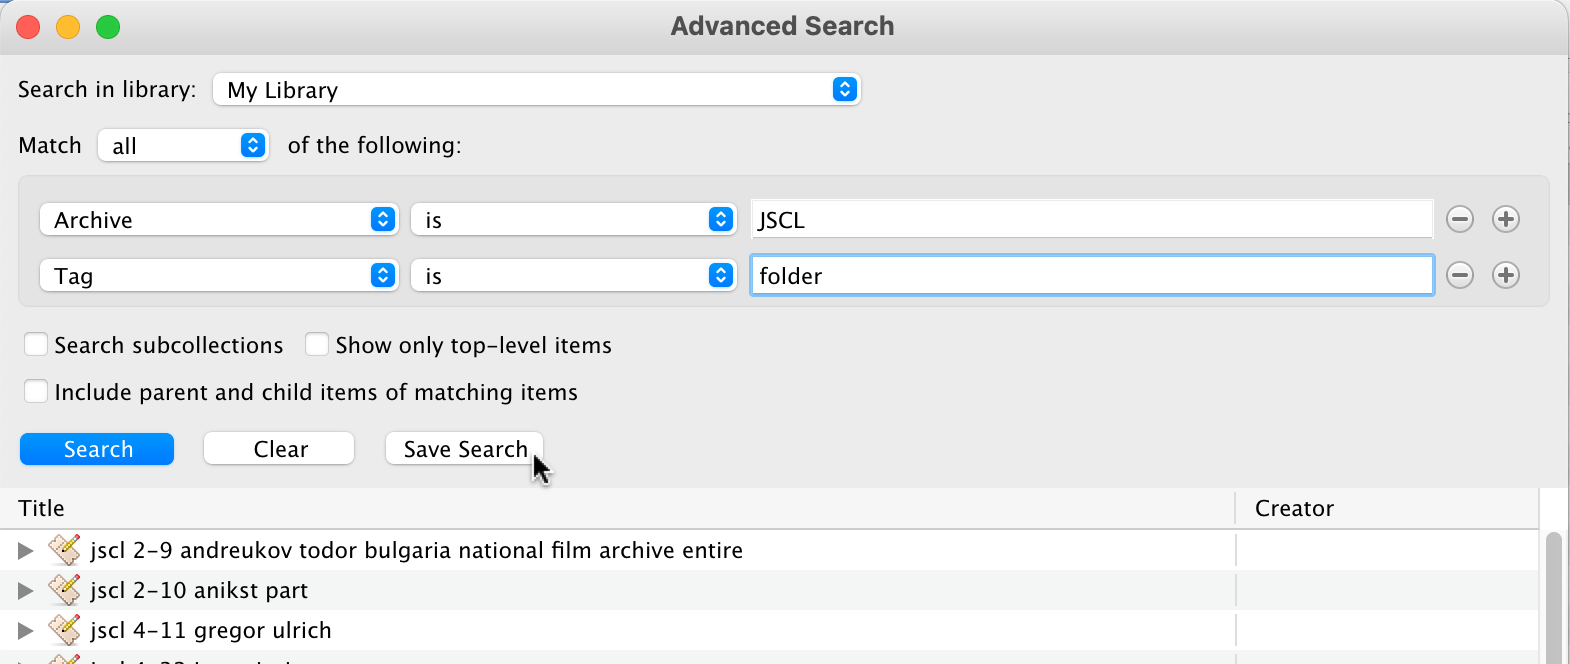 Advanced Search
Search in library: My Library
Match all of the following:
Archive is JSCL
Tag is folder
Search subcollections Show only top-level items
Include parent and child items of matching items
Search Clear Save Search
Title Creator
jscl 2-9 andreukov todor bulgaria national film archive entire
jscl 2-10 anikst part
jscl 4-11 gregor ulrich